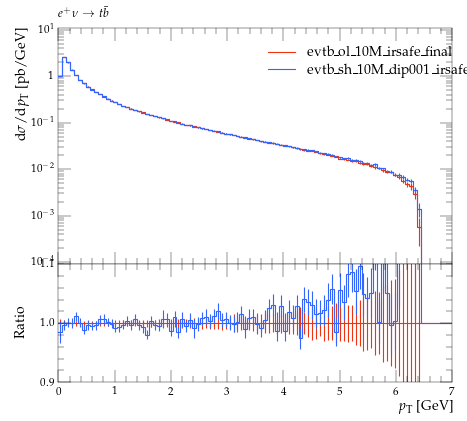 e⁺ν → tb̄
10¹
1
10⁻¹
10⁻²
10⁻³
10⁻⁴
dσ/dp_T [pb/GeV]
evtb_ol_10M_irsafe_final
evtb_sh_10M_dip001_irsafe
1.1
1.0
0.9
Ratio
0 1 2 3 4 5 6 7
p_T [GeV]